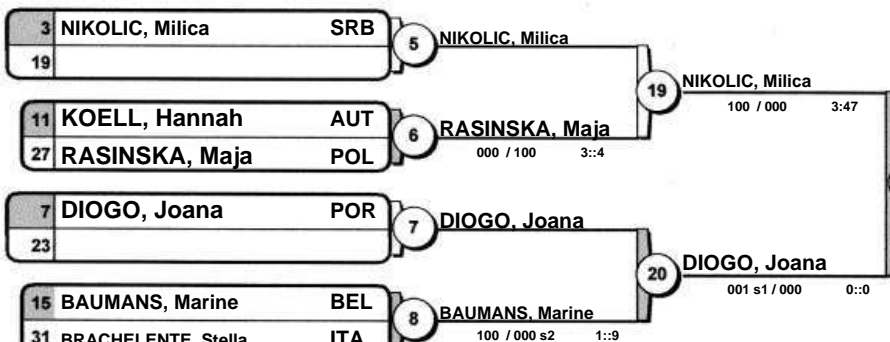 3 NIKOLIC, Milica SRB
19
5 NIKOLIC, Milica
11 KOELL, Hannah AUT
27 RASINSKA, Maja POL
6 RASINSKA, Maja
000 / 100 3::4
19 NIKOLIC, Milica
100 / 000 3:47
7 DIOGO, Joana POR
23
7 DIOGO, Joana
15 BAUMANS, Marine BEL
31 BRACHELENTE, Stella ITA
8 BAUMANS, Marine
100 / 000 s2 1::9
20 DIOGO, Joana
001 s1 / 000 0::0